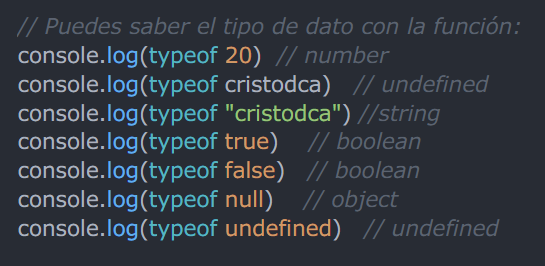 // Puedes saber el tipo de dato con la función:
console.log(typeof 20)  // number
console.log(typeof cristodca)   // undefined
console.log(typeof "cristodca") //string
console.log(typeof true)    // boolean
console.log(typeof false)   // boolean
console.log(typeof null)    // object
console.log(typeof undefined)   // undefined